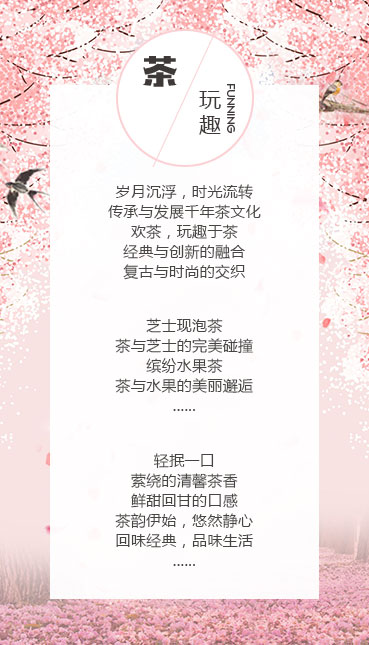 茶
玩趣
FUNNING
岁月沉浮，时光流转
传承与发展千年茶文化
欢茶，玩趣于茶
经典与创新的融合
复古与时尚的交织
芝士现泡茶
茶与芝士的完美碰撞
缤纷水果茶
茶与水果的美丽邂逅
......
轻抿一口
萦绕的清馨茶香
鲜甜回甘的口感
茶韵伊始，悠然静心
回味经典，品味生活
......